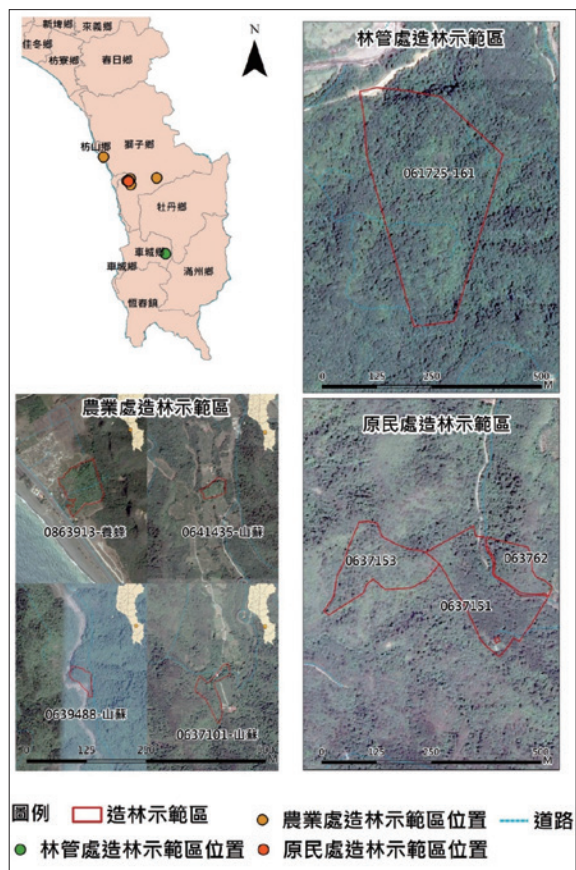 新埤鄉
來義鄉
佳冬鄉
枋寮鄉
春日鄉
N
枋山鄉
獅子鄉
牡丹鄉
車城鄉
車城鄉
滿州鄉
恆春鎮
林管處造林示範區
061725-161
0 125 250 500
M
農業處造林示範區
0863913-養蜂
0641435-山蘇
0639488-山蘇
0637101-山蘇
0 125
M
原民處造林示範區
0637153
063762
0637151
0 125 250 500
M
圖例 造林示範區 農業處造林示範區位置 道路
林管處造林示範區位置 原民處造林示範區位置